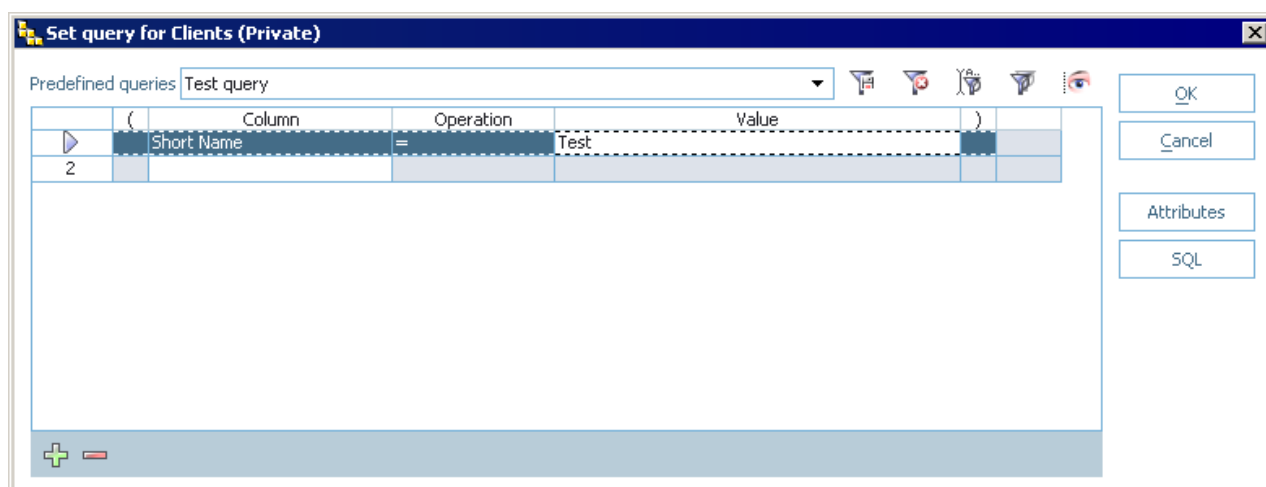 Set query for Clients (Private)
Predefined queries Test query
OK
( Column Operation Value )
Short Name = Test
Cancel
2
Attributes
SQL